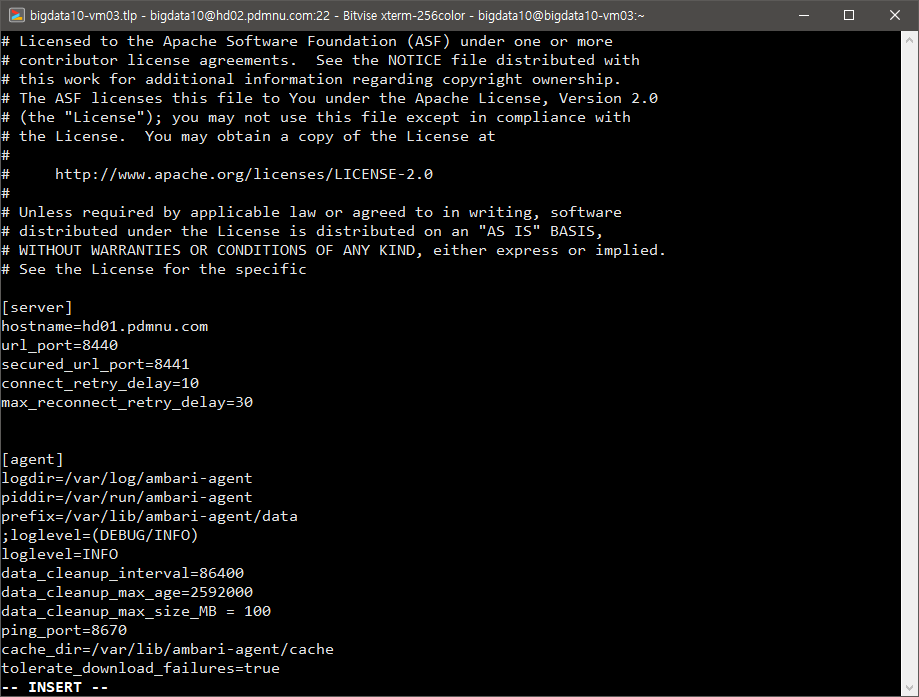 bigdata10-vm03.tlp - bigdata10@hd02.pdmnu.com:22 - Bitvise xterm-256color - bigdata10@bigdata10-vm03:~
# Licensed to the Apache Software Foundation (ASF) under one or more
# contributor license agreements.  See the NOTICE file distributed with
# this work for additional information regarding copyright ownership.
# The ASF licenses this file to You under the Apache License, Version 2.0
# (the "License"); you may not use this file except in compliance with
# the License.  You may obtain a copy of the License at
#
#     http://www.apache.org/licenses/LICENSE-2.0
#
# Unless required by applicable law or agreed to in writing, software
# distributed under the License is distributed on an "AS IS" BASIS,
# WITHOUT WARRANTIES OR CONDITIONS OF ANY KIND, either express or implied.
# See the License for the specific
[server]
hostname=hd01.pdmnu.com
url_port=8440
secured_url_port=8441
connect_retry_delay=10
max_reconnect_retry_delay=30
[agent]
logdir=/var/log/ambari-agent
piddir=/var/run/ambari-agent
prefix=/var/lib/ambari-agent/data
;loglevel=(DEBUG/INFO)
loglevel=INFO
data_cleanup_interval=86400
data_cleanup_max_age=2592000
data_cleanup_max_size_MB = 100
ping_port=8670
cache_dir=/var/lib/ambari-agent/cache
tolerate_download_failures=true
-- INSERT --